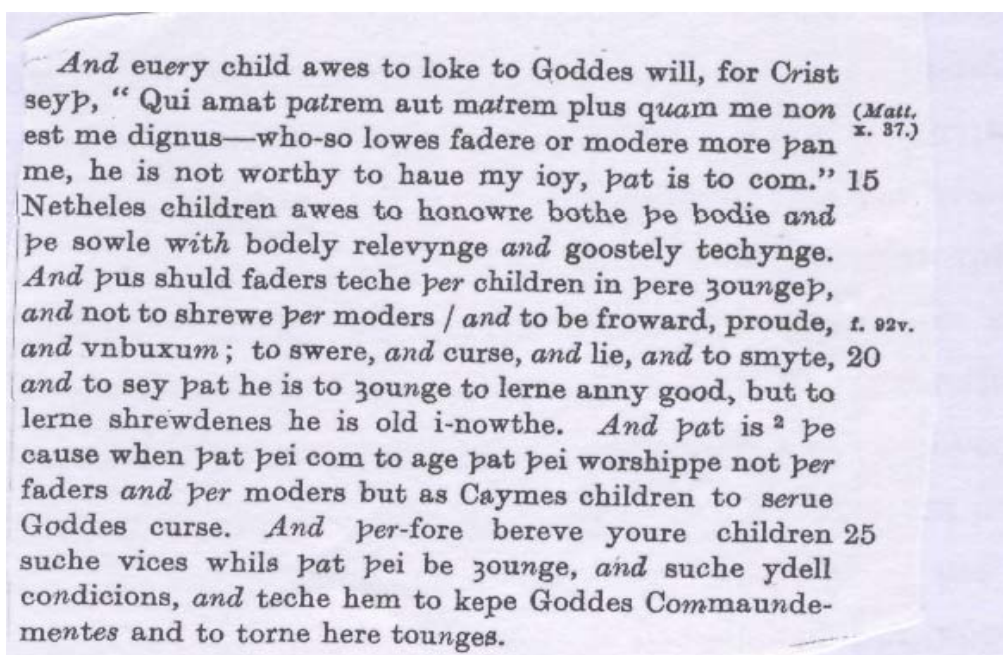 And euery child awes to loke to Goddes will, for Crist
seyþ, “ Qui amat patrem aut matrem plus quam me non (Matt.
est me dignus—who-so lowes fadere or modere more þan x. 37.)
me, he is not worthy to haue my ioy, þat is to com.” 15
Netheles children awes to honowre bothe þe bodie and
þe sowle with bodely relevynge and goostely techynge.
And þus shuld faders teche þer children in þere ȝoungeþ,
and not to shrewe þer moders / and to be froward, proude, f. 92v.
and vnbuxum ; to swere, and curse, and lie, and to smyte, 20
and to sey þat he is to ȝounge to lerne anny good, but to
lerne shrewdenes he is old i-nowthe. And þat is ² þe
cause when þat þei com to age þat þei worshippe not þer
faders and þer moders but as Caymes children to serue
Goddes curse. And þer-fore bereve youre children 25
suche vices whils þat þei be ȝounge, and suche ydell
condicions, and teche hem to kepe Goddes Commaunde-
mentes and to torne here tounges.